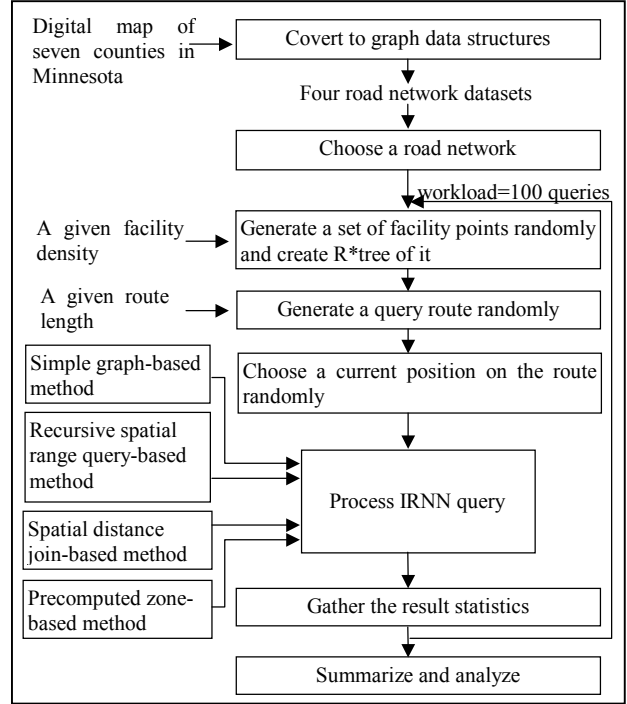 Digital map of
seven counties in
Minnesota
Covert to graph data structures
Four road network datasets
Choose a road network
workload=100 queries
A given facility
density
Generate a set of facility points randomly
and create R*tree of it
A given route
length
Generate a query route randomly
Choose a current position on the route
randomly
Simple graph-based
method
Recursive spatial
range query-based
method
Spatial distance
join-based method
Precomputed zone-
based method
Process IRNN query
Gather the result statistics
Summarize and analyze